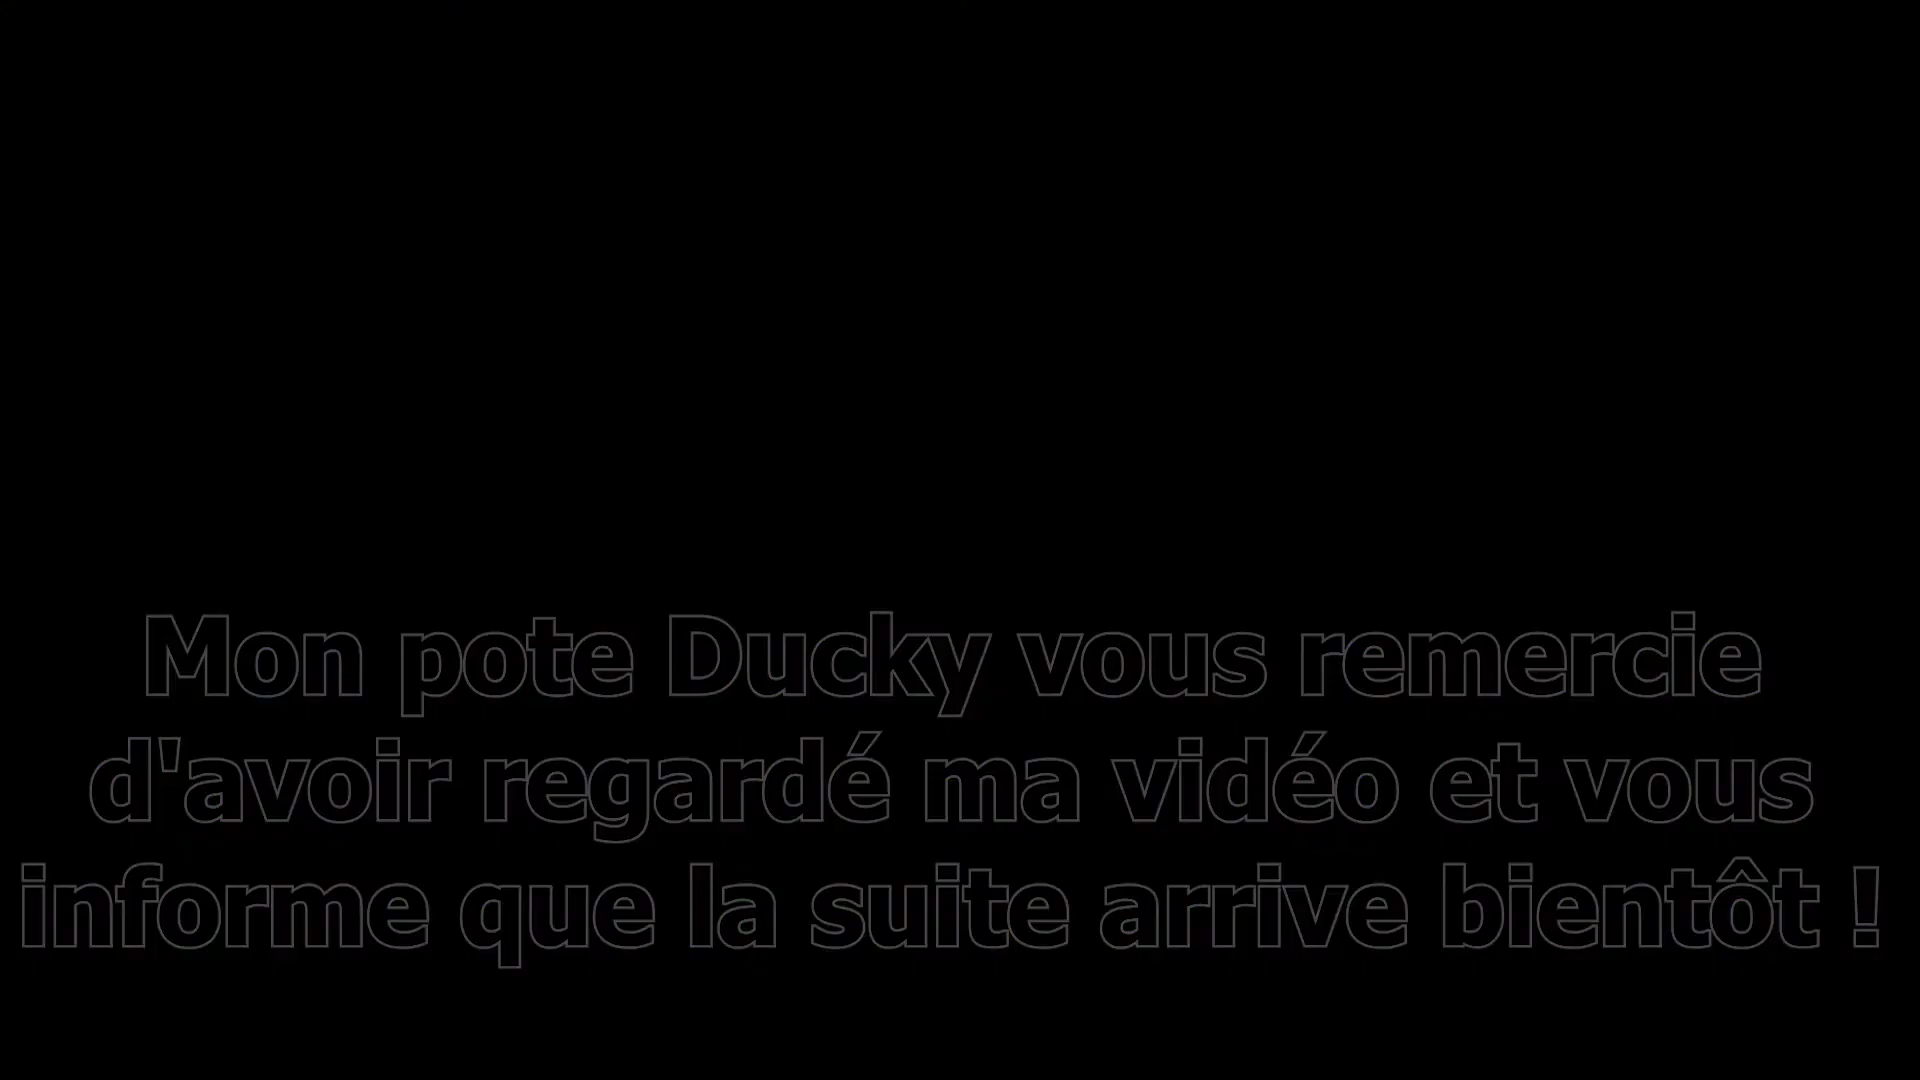 Mon pote Ducky vous remercie
d'avoir regardé ma vidéo et vous
informe que la suite arrive bientôt !